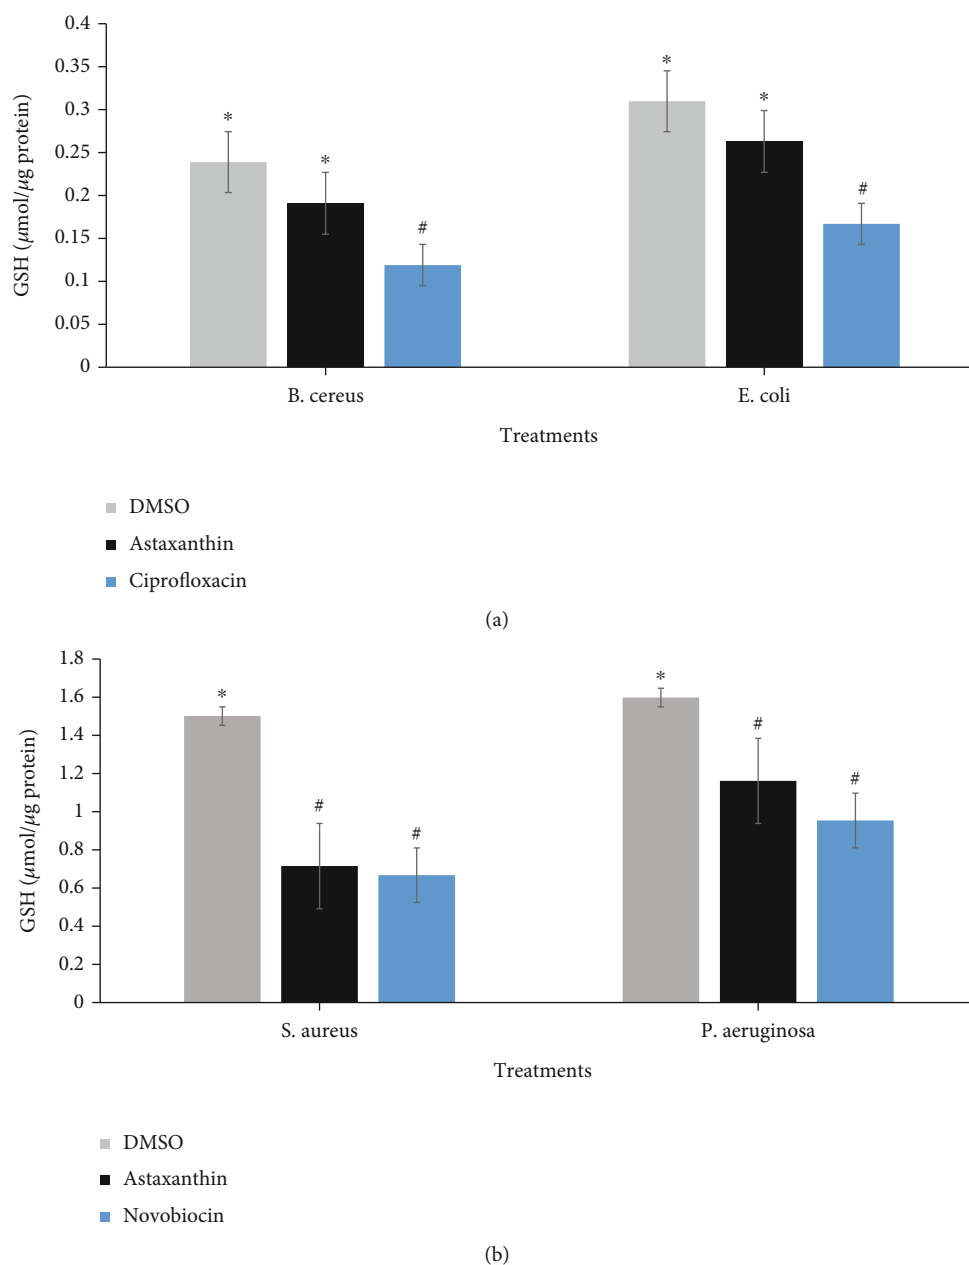 0.4
0.35
0.3
0.25
0.2
0.15
0.1
0.05
0
GSH (µmol/µg protein)
* * #
* * #
B. cereus E. coli
Treatments
DMSO
Astaxanthin
Ciprofloxacin
(a)
1.8
1.6
1.4
1.2
1
0.8
0.6
0.4
0.2
0
GSH (µmol/µg protein)
* # #
* # #
S. aureus P. aeruginosa
Treatments
DMSO
Astaxanthin
Novobiocin
(b)